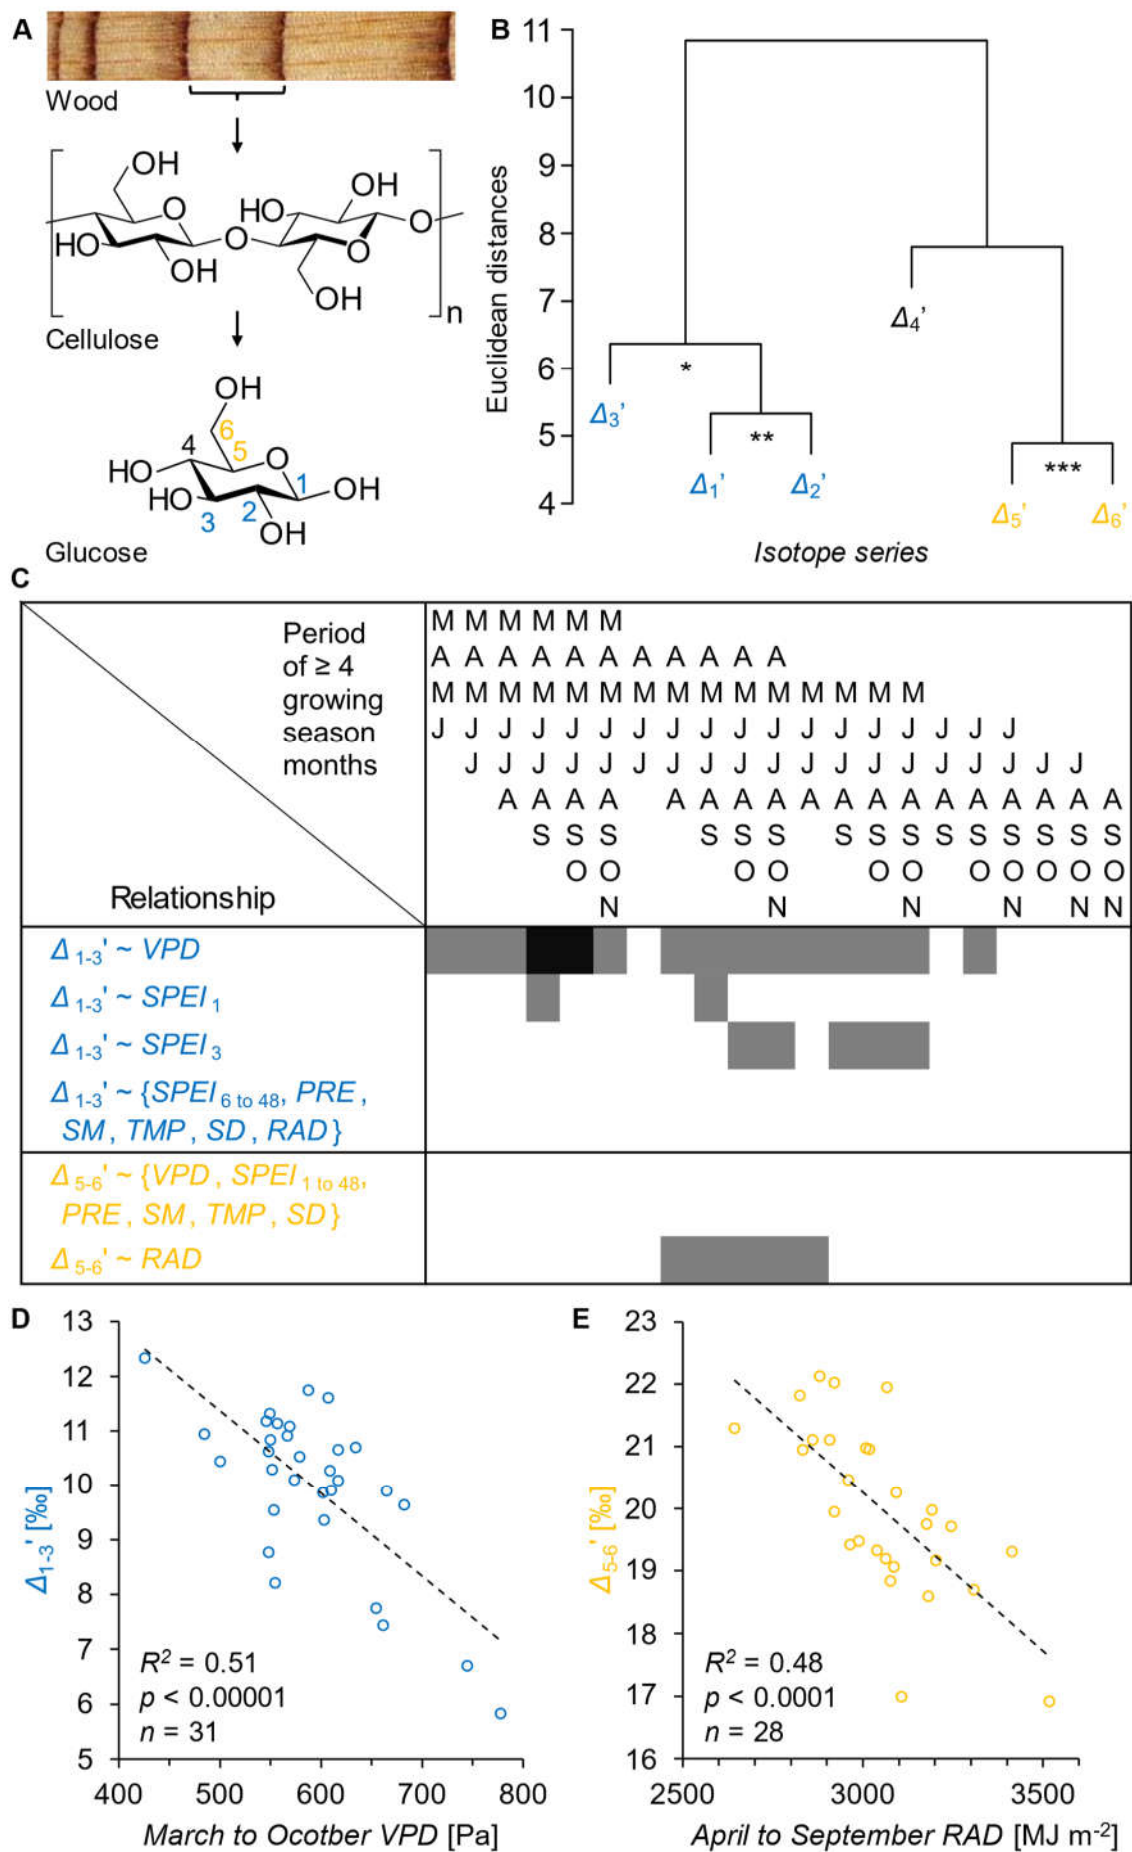 A
Wood
OH
O
HO
OH
O
OH
HO
O
OH
O
n
Cellulose
OH
6
5
4
O
HO
HO
3
2
1
OH
OH
Glucose
B
11
10
9
8
7
6
5
4
Euclidean distances
Δ4'
*
Δ3'
**
***
Δ1' Δ2'
Δ5' Δ6'
Isotope series
C
Period
of ≥ 4
growing
season
months
Relationship
M M M M M M
A A A A A A A A A A A
M M M M M M M M M M M M M M M
J J J J J J J J J J J J J J J J J J
J J J J J J J J J J J J J J J J J J J
A A A A A A A A A A A A A A A A A A
S S S S S S S S S S S S S S S
O O O O O O O O O O O
N N N N N N
Δ1-3' ~ VPD
Δ1-3' ~ SPEI1
Δ1-3' ~ SPEI3
Δ1-3' ~ {SPEI6 to 48, PRE,
SM, TMP, SD, RAD}
Δ5-6' ~ {VPD, SPEI1 to 48,
PRE, SM, TMP, SD}
Δ5-6' ~ RAD
D
13
12
11
10
9
8
7
6
5
Δ1-3' [‰]
R² = 0.51
p < 0.00001
n = 31
400 500 600 700 800
March to Ocotber VPD [Pa]
E
23
22
21
20
19
18
17
16
Δ5-6' [‰]
R² = 0.48
p < 0.0001
n = 28
2500 3000 3500
April to September RAD [MJ m⁻²]